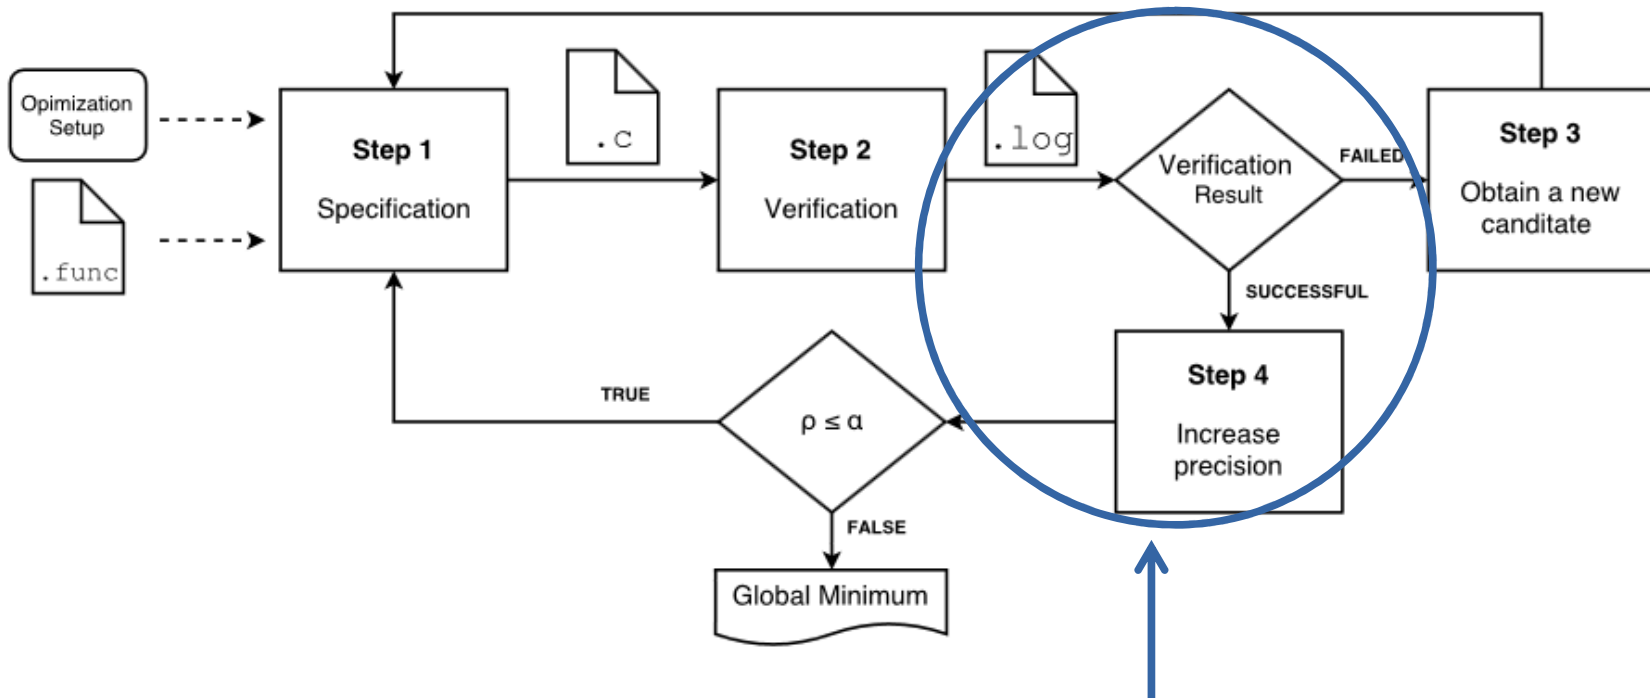 Opimization
Setup
.func
Step 1
Specification
.c
Step 2
Verification
.log
Verification
Result
FAILED
Step 3
Obtain a new
canditate
SUCCESSFUL
Step 4
Increase
precision
ρ ≤ α
TRUE
FALSE
Global Minimum